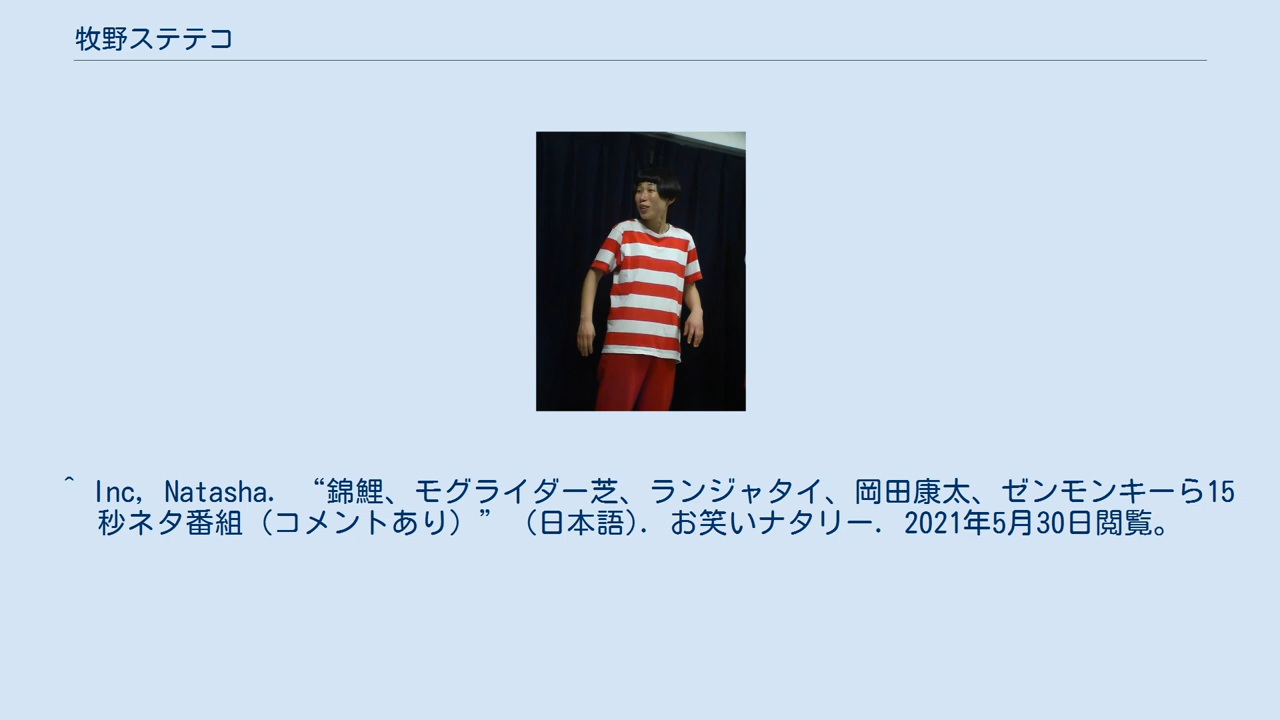 牧野ステテコ
^ Inc, Natasha. “錦鯉、モグライダー芝、ランジャタイ、岡田康太、ゼンモンキーら15
秒ネタ番組（コメントあり）” （日本語）. お笑いナタリー. 2021年5月30日閲覧。